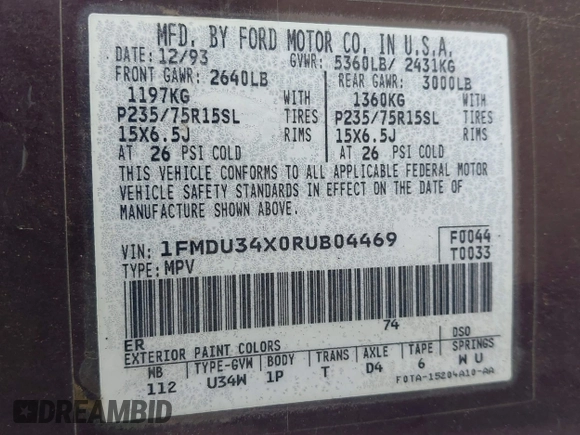 MFD. BY FORD MOTOR CO. IN U.S.A.
DATE: 12/93 GVWR: 5360LB/ 2431KG
FRONT GAWR: 2640LB REAR GAWR: 3000LB
1197KG WITH 1360KG WITH
P235/75R15SL TIRES P235/75R15SL TIRES
15X6.5J RIMS 15X6.5J RIMS
AT 26 PSI COLD AT 26 PSI COLD
THIS VEHICLE CONFORMS TO ALL APPLICABLE FEDERAL MOTOR
VEHICLE SAFETY STANDARDS IN EFFECT ON THE DATE OF MANUFACTURE
SHOWN ABOVE.
VIN: 1FMDU34X0RUB04469 F0044
TYPE: MPV T0033
74
ER DSO
EXTERIOR PAINT COLORS
WB TYPE-GVW BODY TRANS AXLE TAPE SPRINGS
112 U34W 1P T D4 6 W U
F0TA-15204A10-AA
DREAMBID